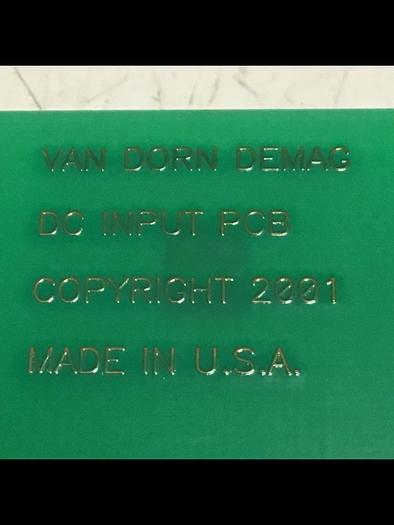 VAN DORN DEMAG
DC INPUT PCB
COPYRIGHT 2001
MADE IN U.S.A.